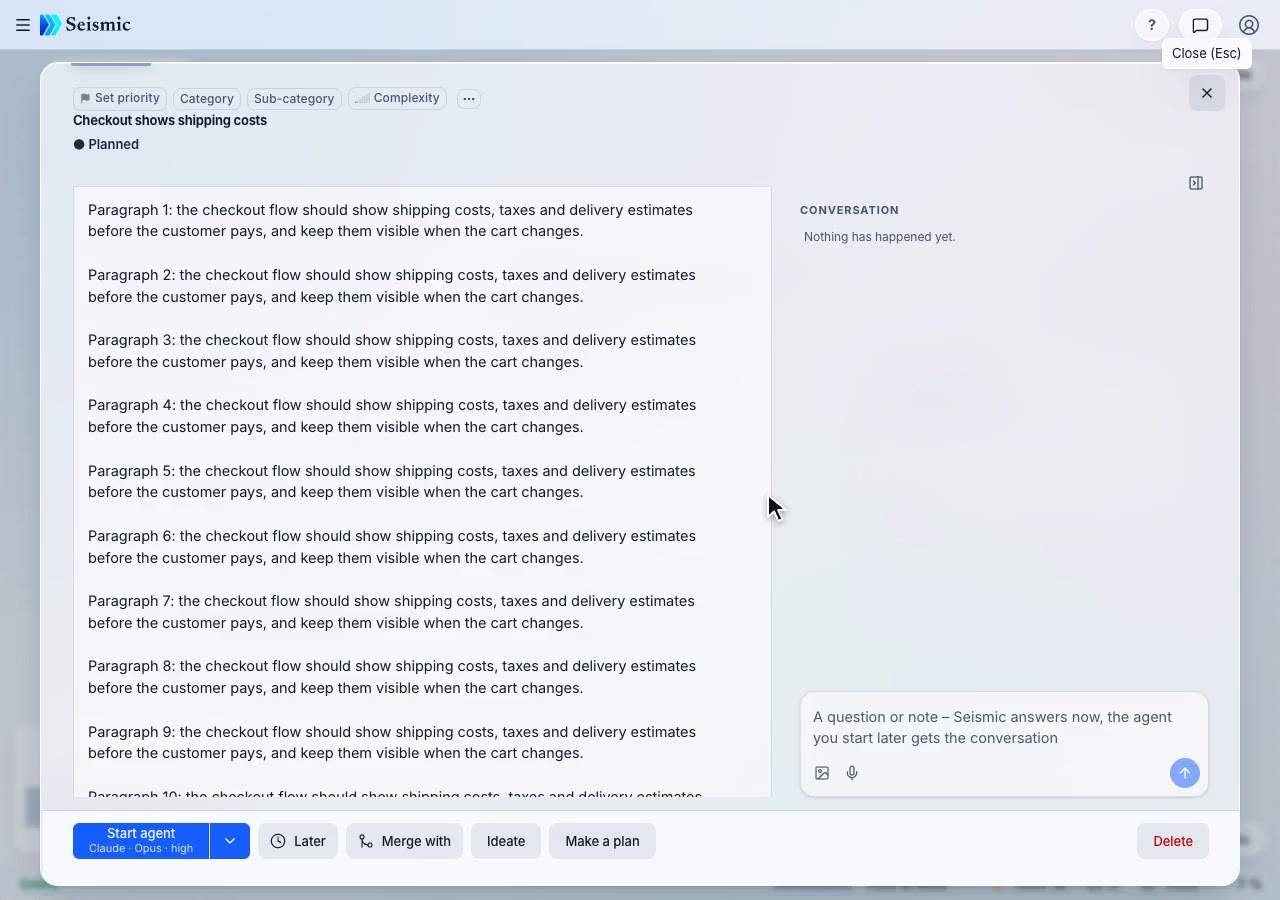 Seismic
?
Close (Esc)
Set priority
Category
Sub-category
Complexity
Checkout shows shipping costs
Planned
Paragraph 1: the checkout flow should show shipping costs, taxes and delivery estimates
before the customer pays, and keep them visible when the cart changes.
Paragraph 2: the checkout flow should show shipping costs, taxes and delivery estimates
before the customer pays, and keep them visible when the cart changes.
Paragraph 3: the checkout flow should show shipping costs, taxes and delivery estimates
before the customer pays, and keep them visible when the cart changes.
Paragraph 4: the checkout flow should show shipping costs, taxes and delivery estimates
before the customer pays, and keep them visible when the cart changes.
Paragraph 5: the checkout flow should show shipping costs, taxes and delivery estimates
before the customer pays, and keep them visible when the cart changes.
Paragraph 6: the checkout flow should show shipping costs, taxes and delivery estimates
before the customer pays, and keep them visible when the cart changes.
Paragraph 7: the checkout flow should show shipping costs, taxes and delivery estimates
before the customer pays, and keep them visible when the cart changes.
Paragraph 8: the checkout flow should show shipping costs, taxes and delivery estimates
before the customer pays, and keep them visible when the cart changes.
Paragraph 9: the checkout flow should show shipping costs, taxes and delivery estimates
before the customer pays, and keep them visible when the cart changes.
Paragraph 10: the checkout flow should show shipping costs, taxes and delivery estimates
CONVERSATION
Nothing has happened yet.
A question or note – Seismic answers now, the agent
you start later gets the conversation
Start agent
Claude · Opus · high
Later
Merge with
Ideate
Make a plan
Delete